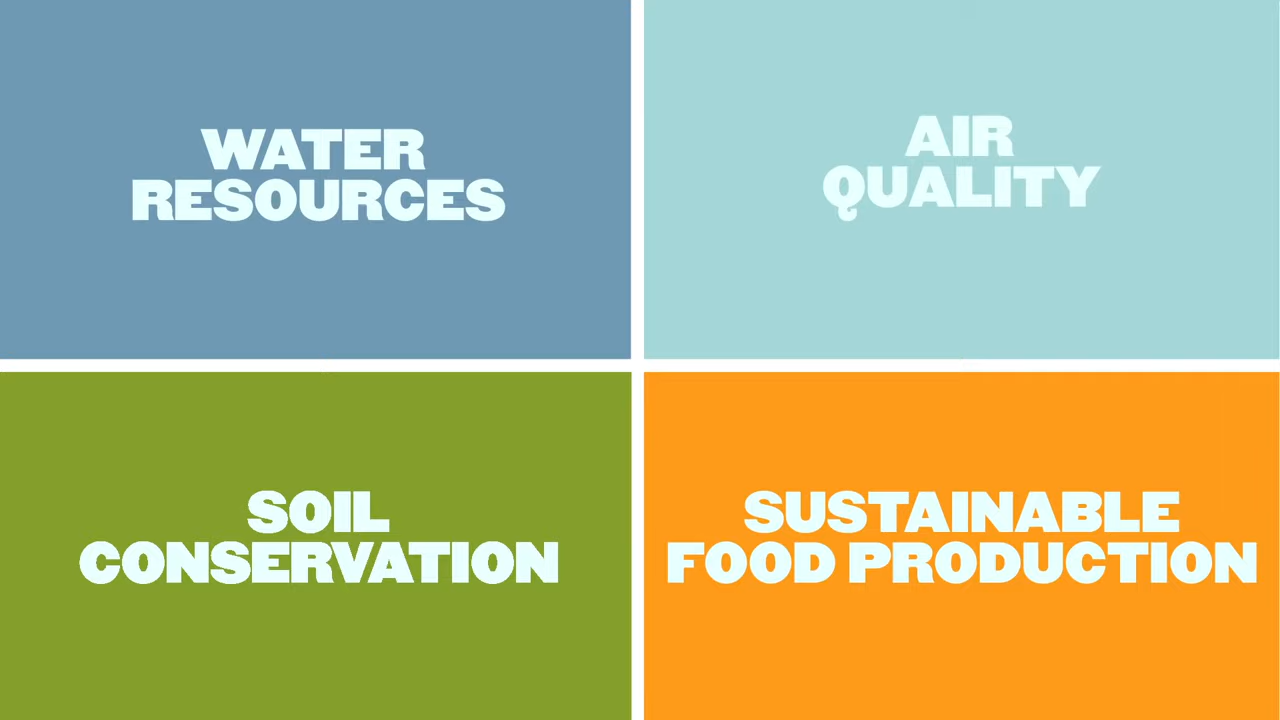 WATER
RESOURCES
AIR
QUALITY
SOIL
CONSERVATION
SUSTAINABLE
FOOD PRODUCTION